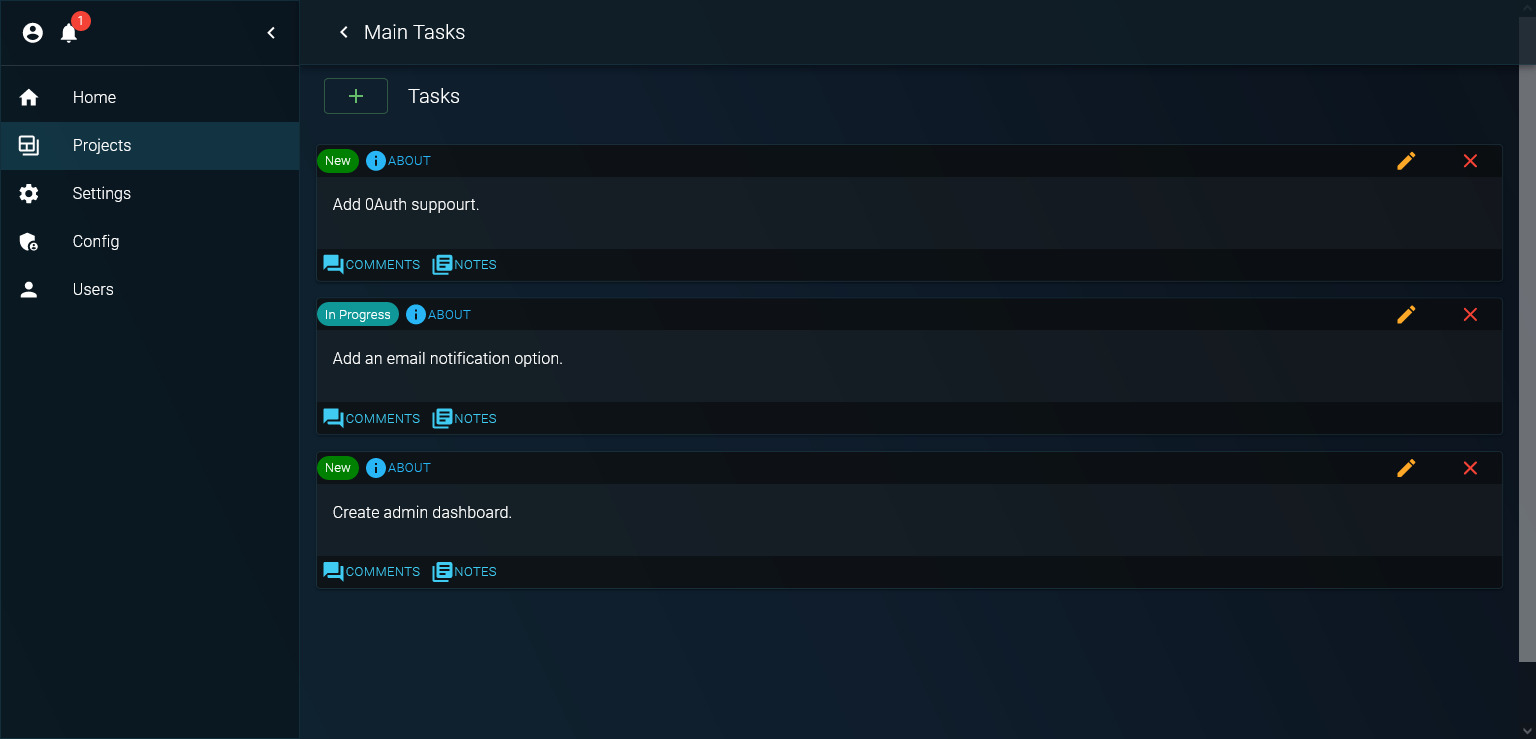 1
Main Tasks
Home
Projects
Settings
Config
Users
Tasks
New ABOUT
Add 0Auth suppourt.
COMMENTS NOTES
In Progress ABOUT
Add an email notification option.
COMMENTS NOTES
New ABOUT
Create admin dashboard.
COMMENTS NOTES